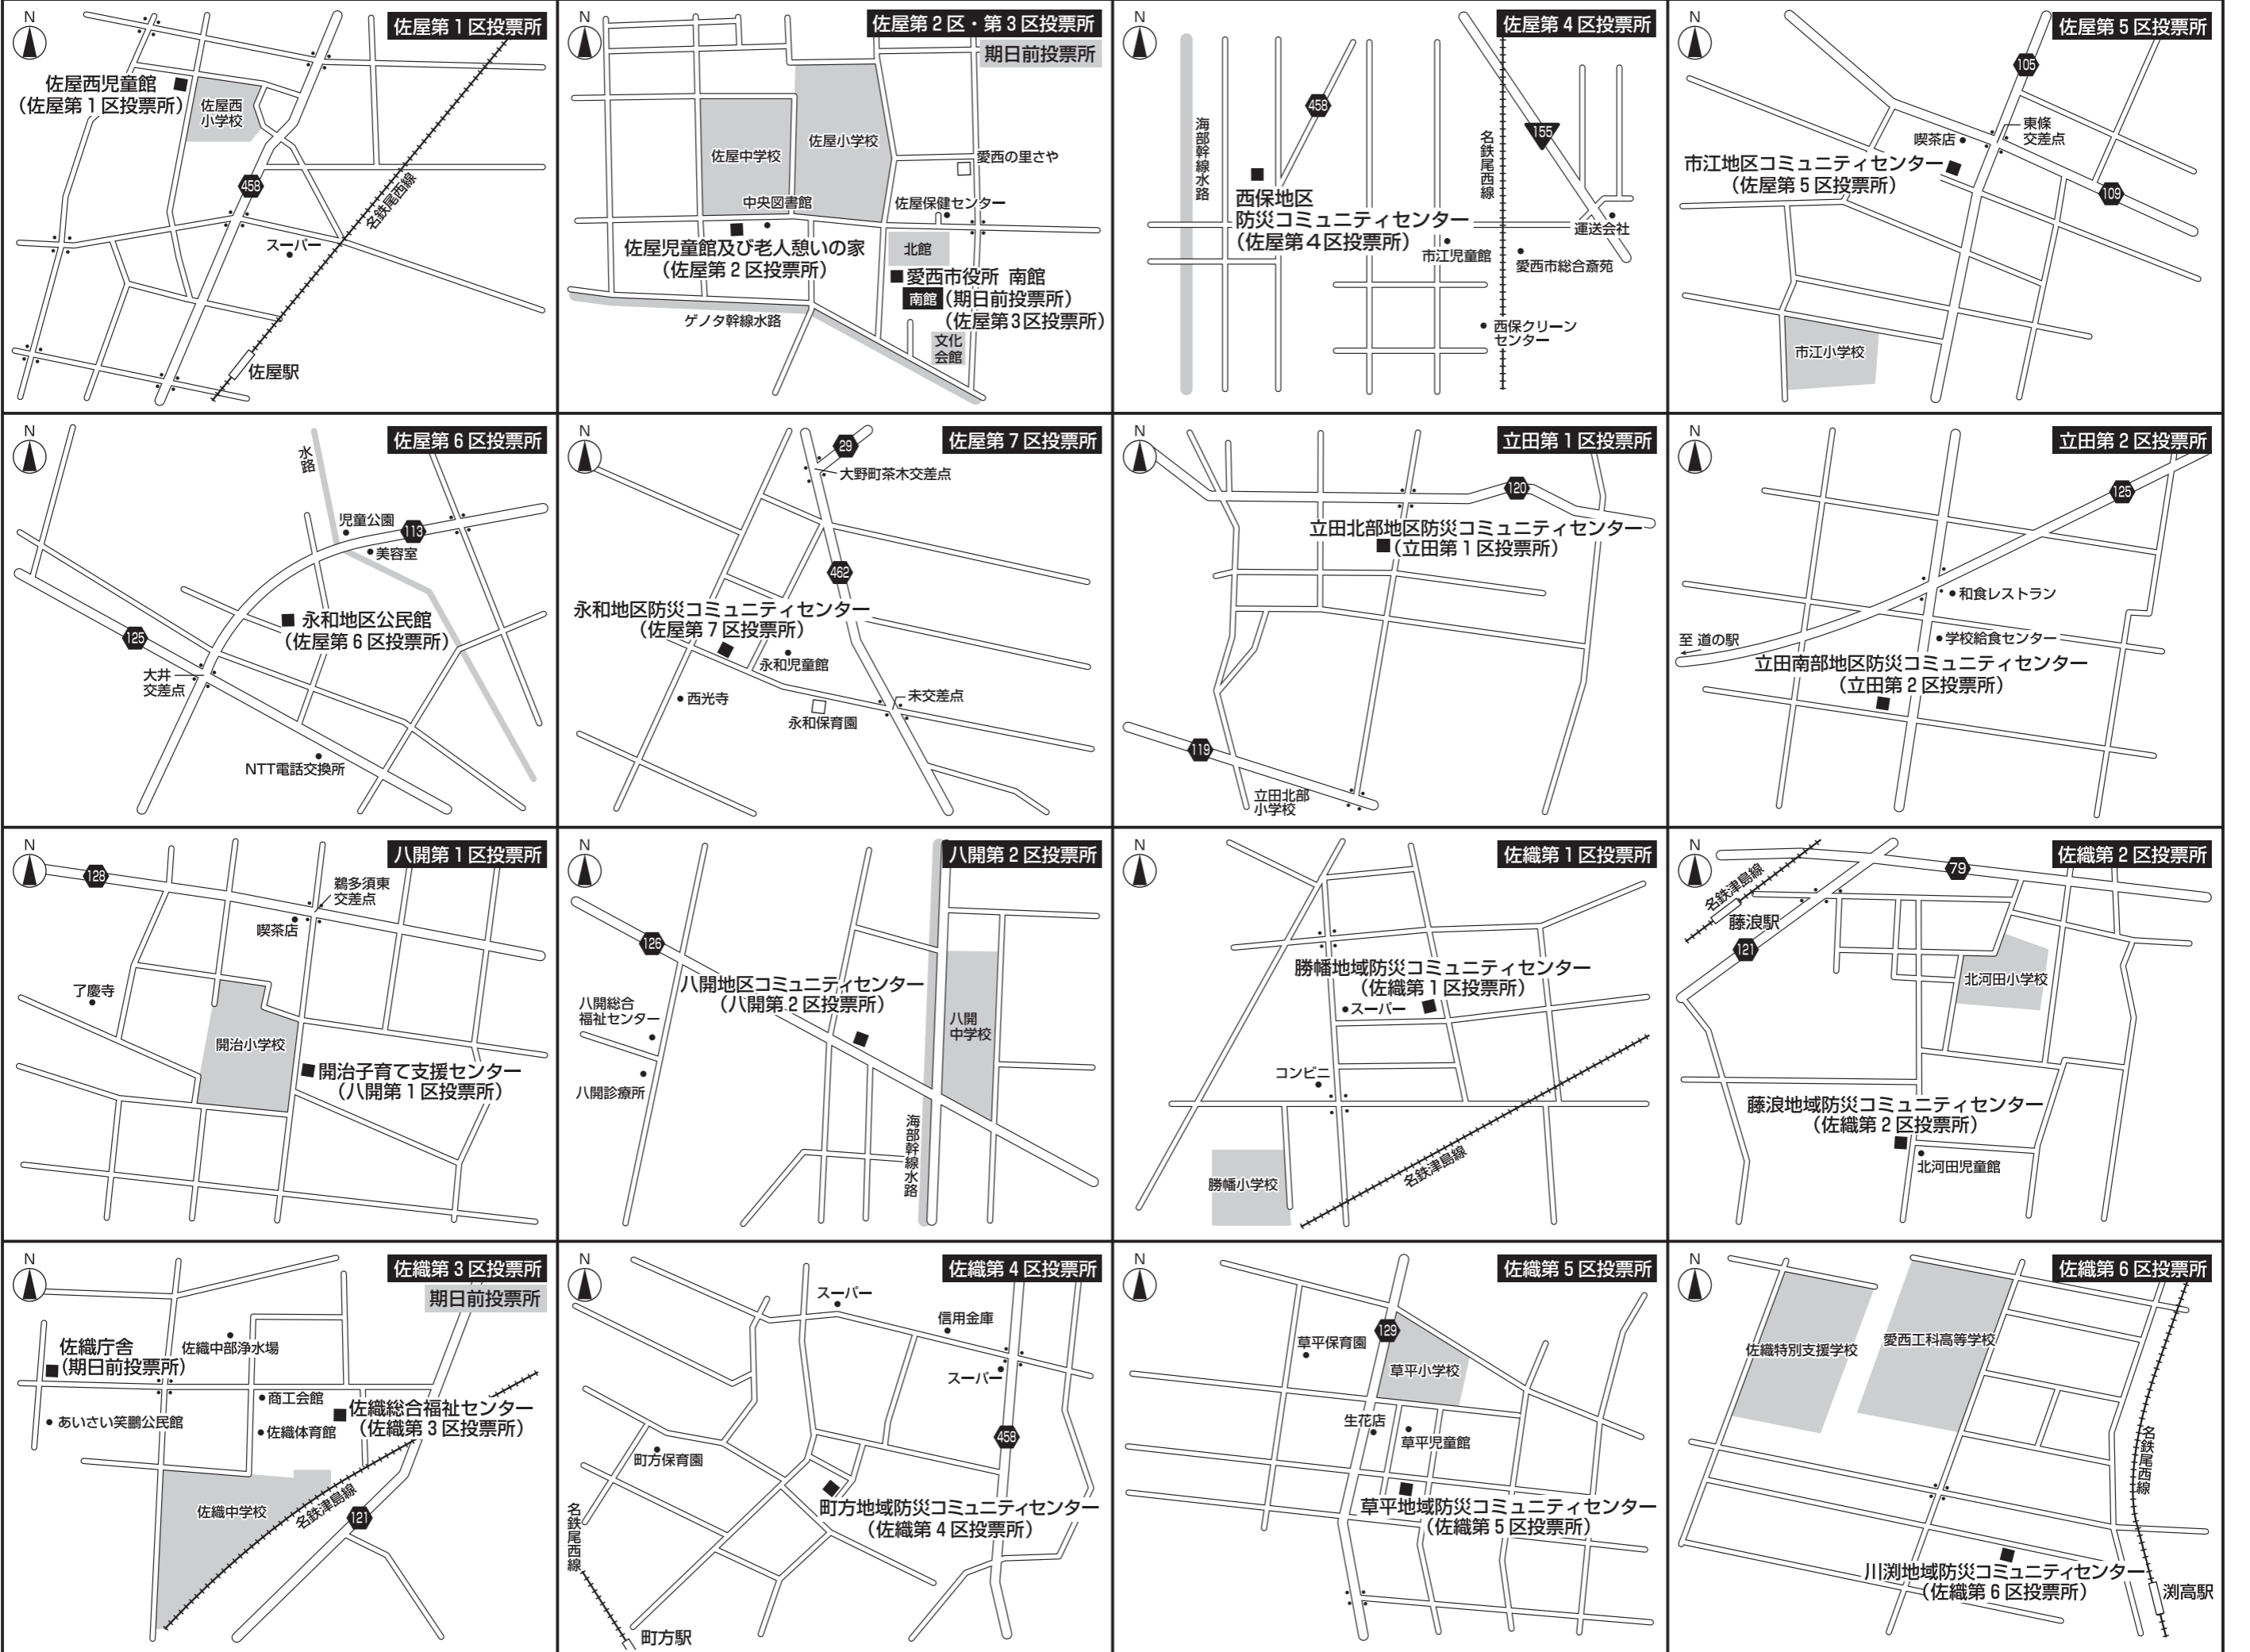 N
佐屋第1区投票所
佐屋西児童館
(佐屋第1区投票所)
佐屋西
小学校
458
名鉄尾西線
スーパー
佐屋駅
N
佐屋第2区・第3区投票所
期日前投票所
佐屋中学校
佐屋小学校
愛西の里さや
中央図書館
佐屋保健センター
佐屋児童館及び老人憩いの家
(佐屋第2区投票所)
北館
愛西市役所 南館
南館
(期日前投票所)
(佐屋第3区投票所)
ゲノタ幹線水路
文化
会館
N
佐屋第4区投票所
海部幹線水路
458
名鉄尾西線
155
西保地区
防災コミュニティセンター
(佐屋第4区投票所)
市江児童館
運送会社
愛西市総合斎苑
西保クリーン
センター
N
佐屋第5区投票所
105
喫茶店
東條
交差点
市江地区コミュニティセンター
(佐屋第5区投票所)
109
市江小学校
N
佐屋第6区投票所
水路
児童公園
113
美容室
永和地区公民館
(佐屋第6区投票所)
125
大井
交差点
NTT電話交換所
N
佐屋第7区投票所
29
大野町茶木交差点
462
永和地区防災コミュニティセンター
(佐屋第7区投票所)
永和児童館
西光寺
永和保育園
未交差点
N
立田第1区投票所
120
立田北部地区防災コミュニティセンター
(立田第1区投票所)
119
立田北部
小学校
N
立田第2区投票所
125
和食レストラン
学校給食センター
至 道の駅
立田南部地区防災コミュニティセンター
(立田第2区投票所)
N
八開第1区投票所
128
鵜多須東
交差点
喫茶店
了慶寺
開治小学校
開治子育て支援センター
(八開第1区投票所)
N
八開第2区投票所
126
八開地区コミュニティセンター
(八開第2区投票所)
八開総合
福祉センター
八開
中学校
八開診療所
海部幹線水路
N
佐織第1区投票所
勝幡地域防災コミュニティセンター
(佐織第1区投票所)
スーパー
コンビニ
勝幡小学校
名鉄津島線
N
佐織第2区投票所
79
名鉄津島線
藤浪駅
121
北河田小学校
藤浪地域防災コミュニティセンター
(佐織第2区投票所)
北河田児童館
N
佐織第3区投票所
期日前投票所
佐織庁舎
(期日前投票所)
佐織中部浄水場
商工会館
佐織総合福祉センター
(佐織第3区投票所)
あいさい笑鵬公民館
佐織体育館
佐織中学校
名鉄津島線
121
N
佐織第4区投票所
スーパー
信用金庫
スーパー
458
町方保育園
町方地域防災コミュニティセンター
(佐織第4区投票所)
名鉄尾西線
町方駅
N
佐織第5区投票所
129
草平保育園
草平小学校
生花店
草平児童館
草平地域防災コミュニティセンター
(佐織第5区投票所)
N
佐織第6区投票所
佐織特別支援学校
愛西工科高等学校
名鉄尾西線
川渕地域防災コミュニティセンター
(佐織第6区投票所)
渕高駅